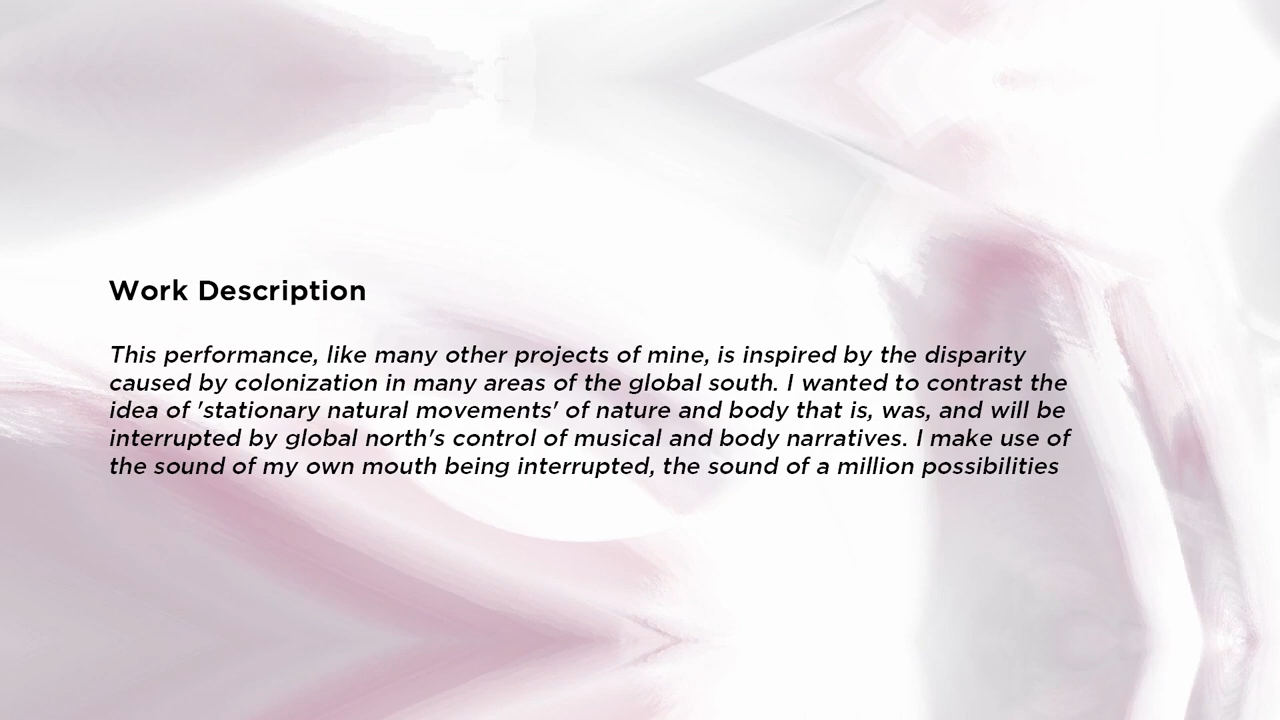 Work Description
This performance, like many other projects of mine, is inspired by the disparity
caused by colonization in many areas of the global south. I wanted to contrast the
idea of 'stationary natural movements' of nature and body that is, was, and will be
interrupted by global north's control of musical and body narratives. I make use of
the sound of my own mouth being interrupted, the sound of a million possibilities